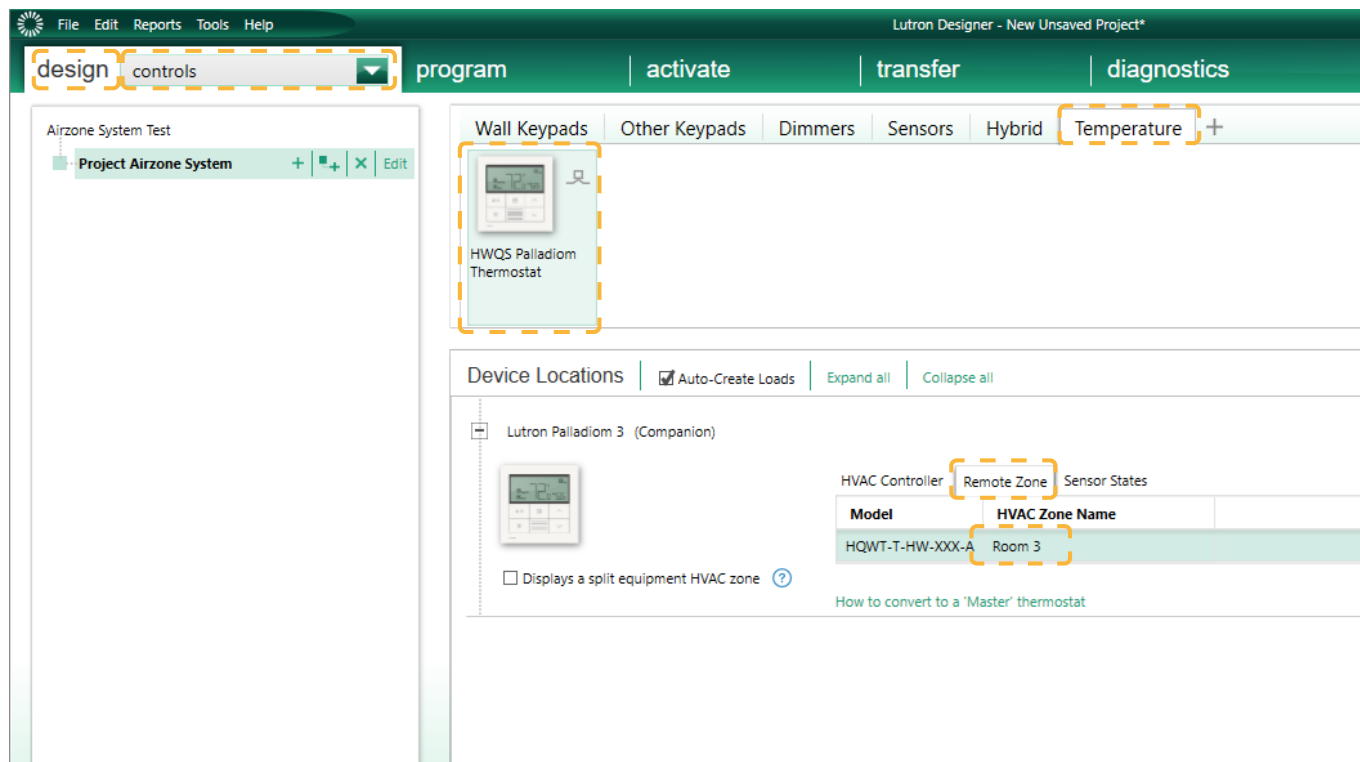 File Edit Reports Tools Help
Lutron Designer - New Unsaved Project*
design controls program activate transfer diagnostics
Airzone System Test
Project Airzone System + + × Edit
Wall Keypads Other Keypads Dimmers Sensors Hybrid Temperature +
HWQS Palladiom
Thermostat
Device Locations Auto-Create Loads Expand all Collapse all
Lutron Palladiom 3 (Companion)
HVAC Controller Remote Zone Sensor States
Model HVAC Zone Name
HQWT-T-HW-XXX-A Room 3
Displays a split equipment HVAC zone ?
How to convert to a 'Master' thermostat